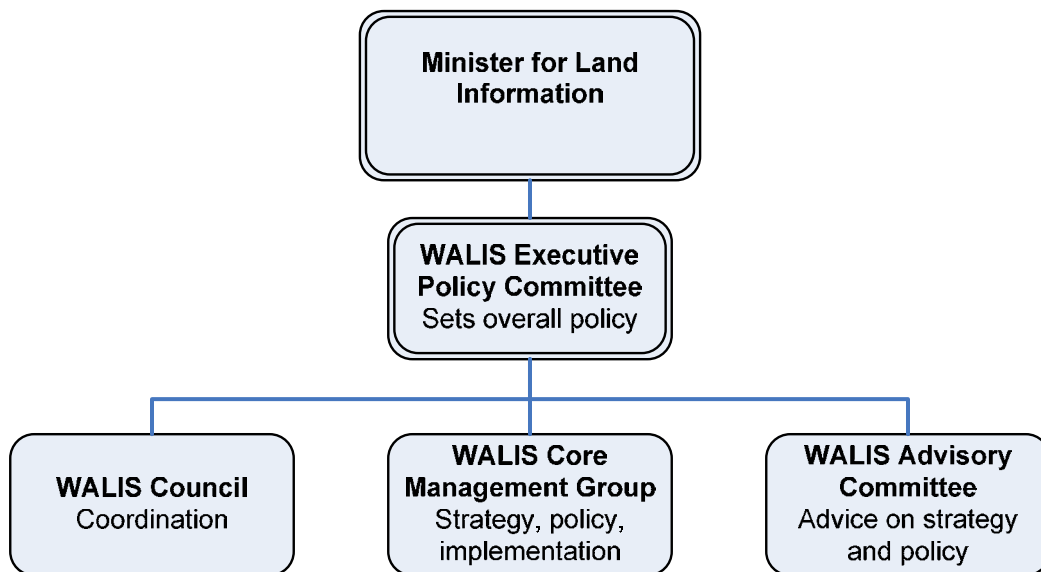 Minister for Land
Information
WALIS Executive
Policy Committee
Sets overall policy
WALIS Council
Coordination
WALIS Core
Management Group
Strategy, policy,
implementation
WALIS Advisory
Committee
Advice on strategy
and policy